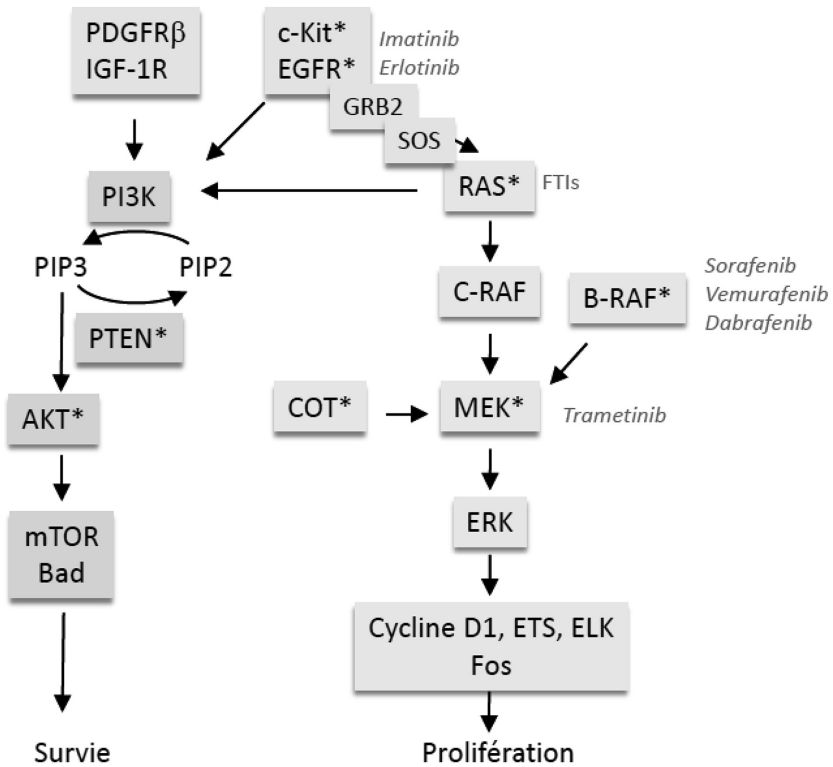 PDGFRβ
IGF-1R
c-Kit*
EGFR*
Imatinib
Erlotinib
GRB2
SOS
PI3K
RAS*
FTIs
PIP3
PIP2
PTEN*
C-RAF
B-RAF*
Sorafenib
Vemurafenib
Dabrafenib
AKT*
COT*
MEK*
Trametinib
mTOR
Bad
ERK
Cycline D1, ETS, ELK
Fos
Survie
Prolifération